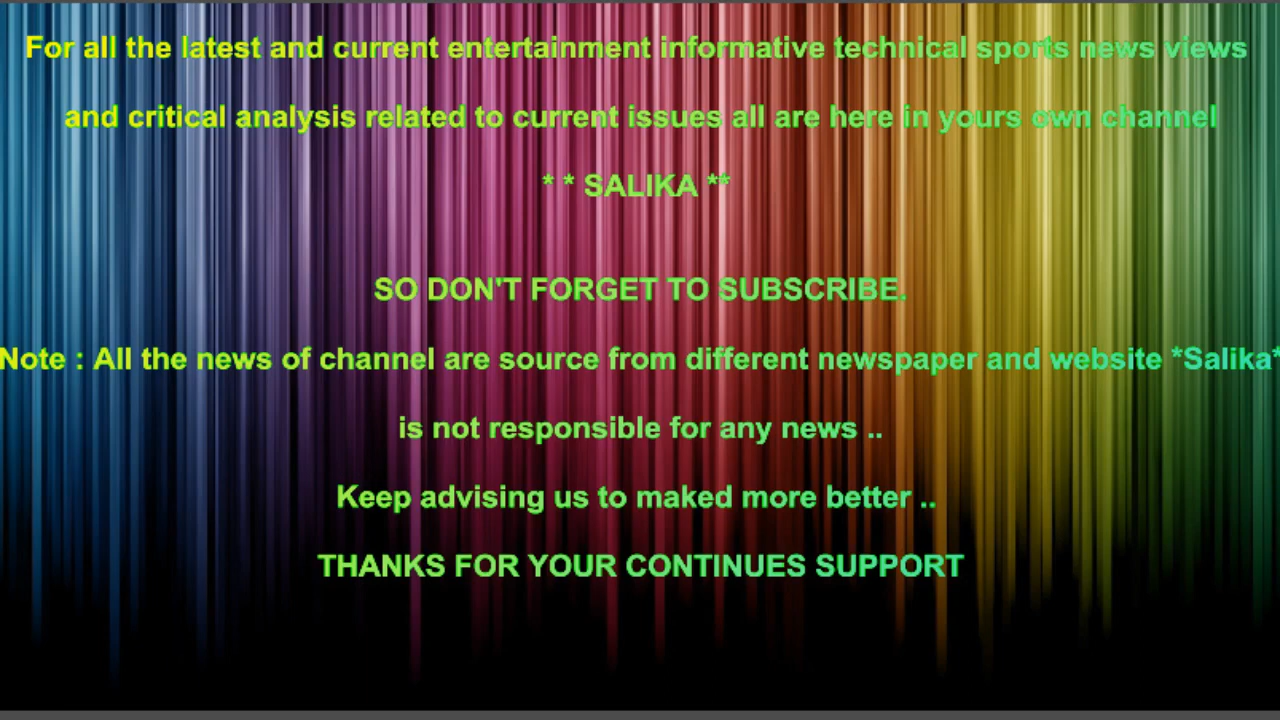 For all the latest and current entertainment informative technical sports news views
and critical analysis related to current issues all are here in yours own channel
* * SALIKA **
SO DON'T FORGET TO SUBSCRIBE.
Note : All the news of channel are source from different newspaper and website *Salika*
is not responsible for any news ..
Keep advising us to maked more better ..
THANKS FOR YOUR CONTINUES SUPPORT